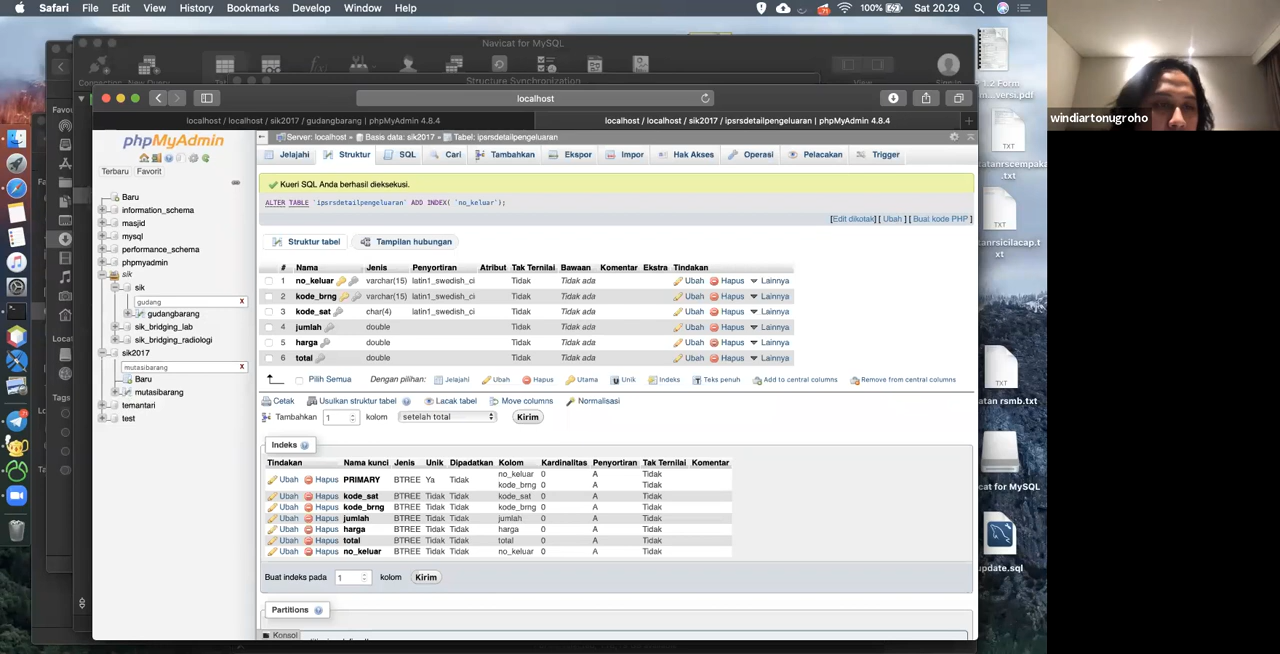 Safari File Edit View History Bookmarks Develop Window Help 100% Sat 20.29
Navicat for MySQL
Structure Synchronization
localhost
localhost / localhost / sik2017 / gudangbarang | phpMyAdmin 4.8.4
localhost / localhost / sik2017 / ipsrsdetailpengeluaran | phpMyAdmin 4.8.4
phpMyAdmin
Terbaru Favorit
Baru
information_schema
masjid
mysql
performance_schema
phpmyadmin
sik
sik
gudang X
gudangbarang
sik_bridging_lab
sik_bridging_radiologi
sik2017
mutasibarang X
Baru
mutasibarang
temantari
test
Server: localhost » Basis data: sik2017 » Tabel: ipsrsdetailpengeluaran
Jelajahi Struktur SQL Cari Tambahkan Ekspor Impor Hak Akses Operasi Pelacakan Trigger
Kueri SQL Anda berhasil dieksekusi.
ALTER TABLE `ipsrsdetailpengeluaran` ADD INDEX( `no_keluar`);
[Edit dikotak] [ Ubah ] [ Buat kode PHP ]
Struktur tabel Tampilan hubungan
# Nama Jenis Penyortiran Atribut Tak Ternilai Bawaan Komentar Ekstra Tindakan
1 no_keluar varchar(15) latin1_swedish_ci Tidak Tidak ada Ubah Hapus Lainnya
2 kode_brng varchar(15) latin1_swedish_ci Tidak Tidak ada Ubah Hapus Lainnya
3 kode_sat char(4) latin1_swedish_ci Tidak Tidak ada Ubah Hapus Lainnya
4 jumlah double Tidak Tidak ada Ubah Hapus Lainnya
5 harga double Tidak Tidak ada Ubah Hapus Lainnya
6 total double Tidak Tidak ada Ubah Hapus Lainnya
Pilih Semua Dengan pilihan: Jelajahi Ubah Hapus Utama Unik Indeks Teks penuh Add to central columns Remove from central columns
Cetak Usulkan struktur tabel Lacak tabel Move columns Normalisasi
Tambahkan 1 kolom setelah total Kirim
Indeks
Tindakan Nama kunci Jenis Unik Dipadatkan Kolom Kardinalitas Penyortiran Tak Ternilai Komentar
Ubah Hapus PRIMARY BTREE Ya Tidak no_keluar 0 A Tidak
kode_brng 0 A Tidak
Ubah Hapus kode_sat BTREE Tidak Tidak kode_sat 0 A Tidak
Ubah Hapus kode_brng BTREE Tidak Tidak kode_brng 0 A Tidak
Ubah Hapus jumlah BTREE Tidak Tidak jumlah 0 A Tidak
Ubah Hapus harga BTREE Tidak Tidak harga 0 A Tidak
Ubah Hapus total BTREE Tidak Tidak total 0 A Tidak
Ubah Hapus no_keluar BTREE Tidak Tidak no_keluar 0 A Tidak
Buat indeks pada 1 kolom Kirim
Partitions
Konsol
windiartonugroho
TXT
TXT
TXT
update.sql